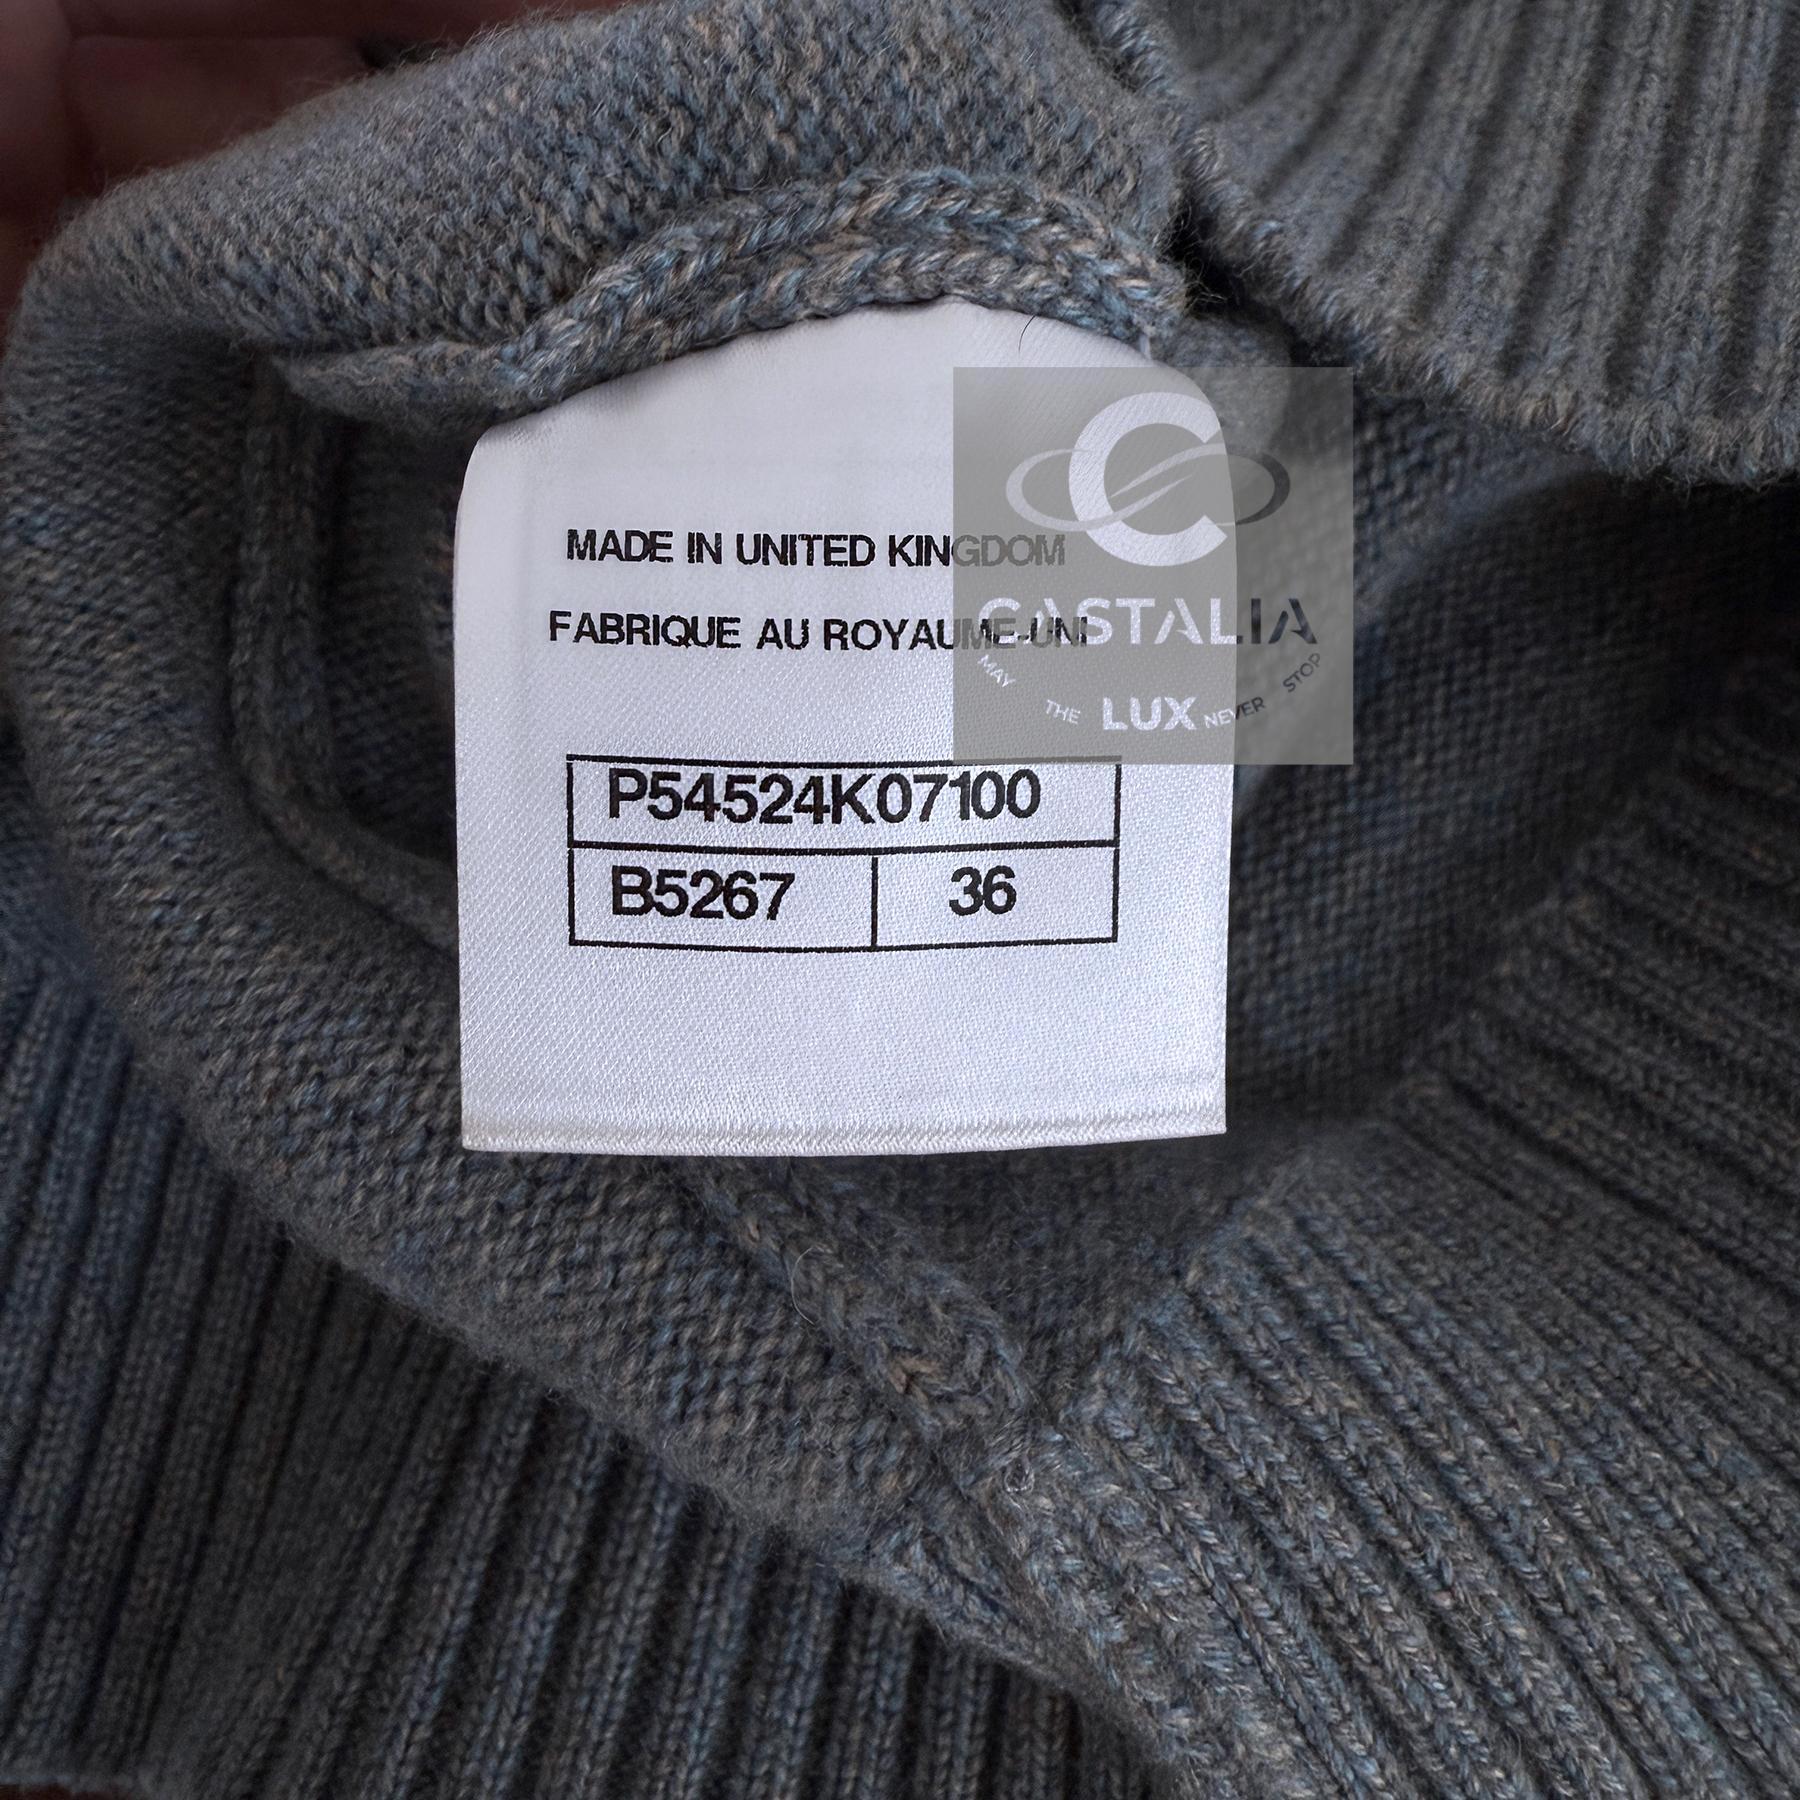 MADE IN UNITED KINGDOM
FABRIQUE AU ROYAUME-UNI
P54524K07100
B5267 36
C
CASTALIA
MAY THE LUX NEVER STOP